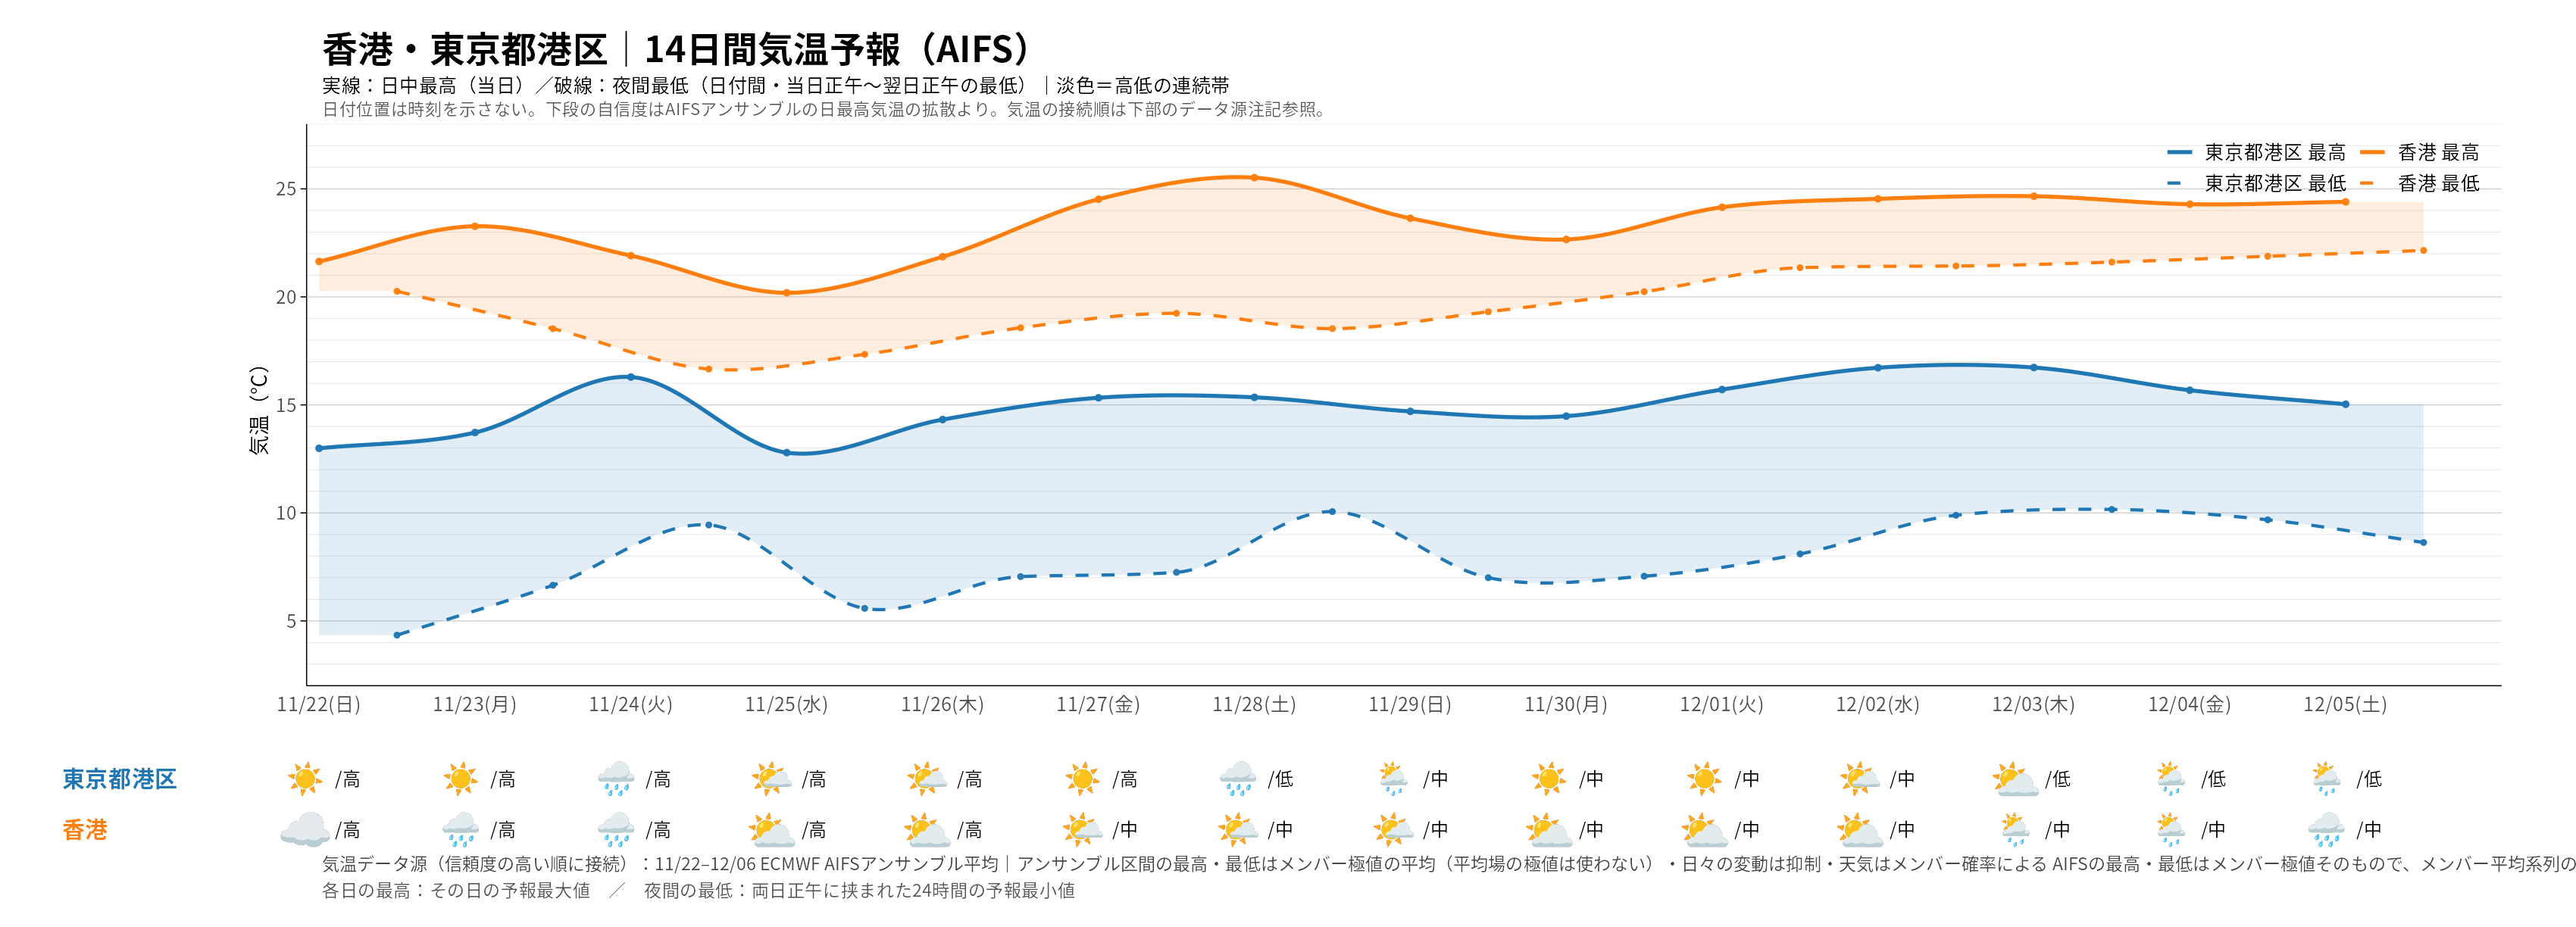 香港・東京都港区｜14日間気温予報（AIFS）
実線：日中最高（当日）／破線：夜間最低（日付間・当日正午～翌日正午の最低）｜淡色＝高低の連続帯
日付位置は時刻を示さない。下段の自信度はAIFSアンサンブルの日最高気温の拡散より。気温の接続順は下部のデータ源注記参照。
東京都港区 最高 香港 最高
東京都港区 最低 香港 最低
気温（℃）
25
20
15
10
5
11/22(日) 11/23(月) 11/24(火) 11/25(水) 11/26(木) 11/27(金) 11/28(土) 11/29(日) 11/30(月) 12/01(火) 12/02(水) 12/03(木) 12/04(金) 12/05(土)
東京都港区 /高 /高 /高 /高 /高 /高 /低 /中 /中 /中 /中 /低 /低 /低
香港 /高 /高 /高 /高 /高 /中 /中 /中 /中 /中 /中 /中 /中 /中
気温データ源（信頼度の高い順に接続）：11/22–12/06 ECMWF AIFSアンサンブル平均｜アンサンブル区間の最高・最低はメンバー極値の平均（平均場の極値は使わない）・日々の変動は抑制・天気はメンバー確率による AIFSの最高・最低はメンバー極値そのもので、メンバー平均系列の
各日の最高：その日の予報最大値　／　夜間の最低：両日正午に挟まれた24時間の予報最小値